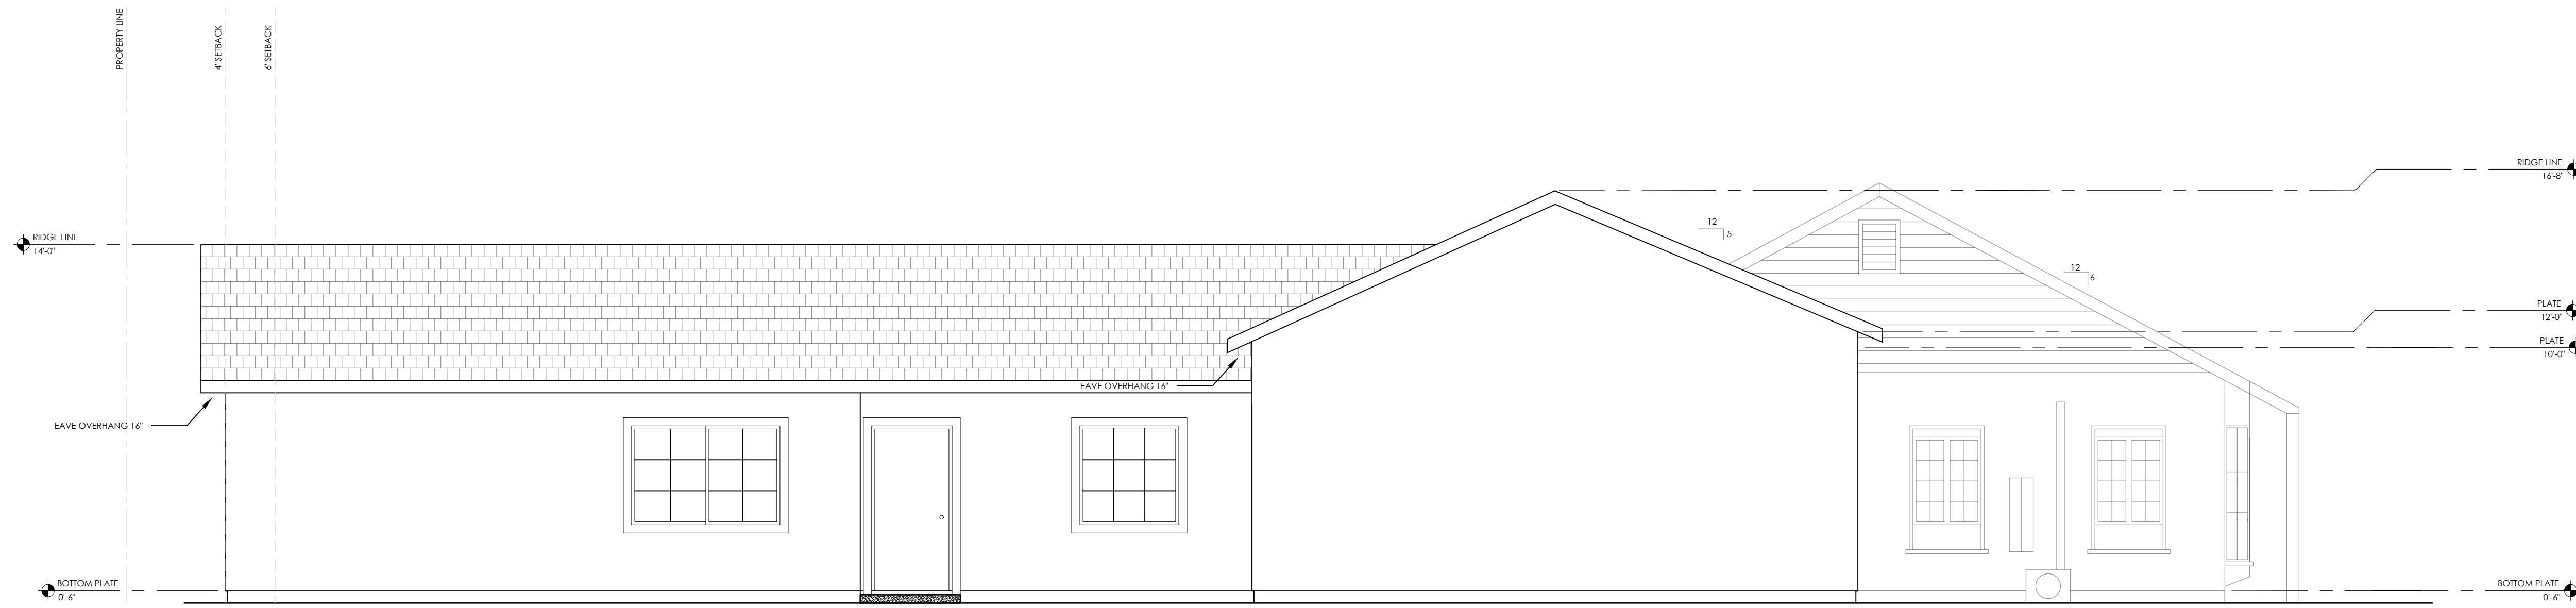 PROPERTY LINE
4' SETBACK
6' SETBACK
RIDGE LINE
16'-8"
12
5
RIDGE LINE
14'-0"
12
6
PLATE
12'-0"
PLATE
10'-0"
EAVE OVERHANG 16"
EAVE OVERHANG 16"
BOTTOM PLATE
0'-6"
BOTTOM PLATE
0'-6"